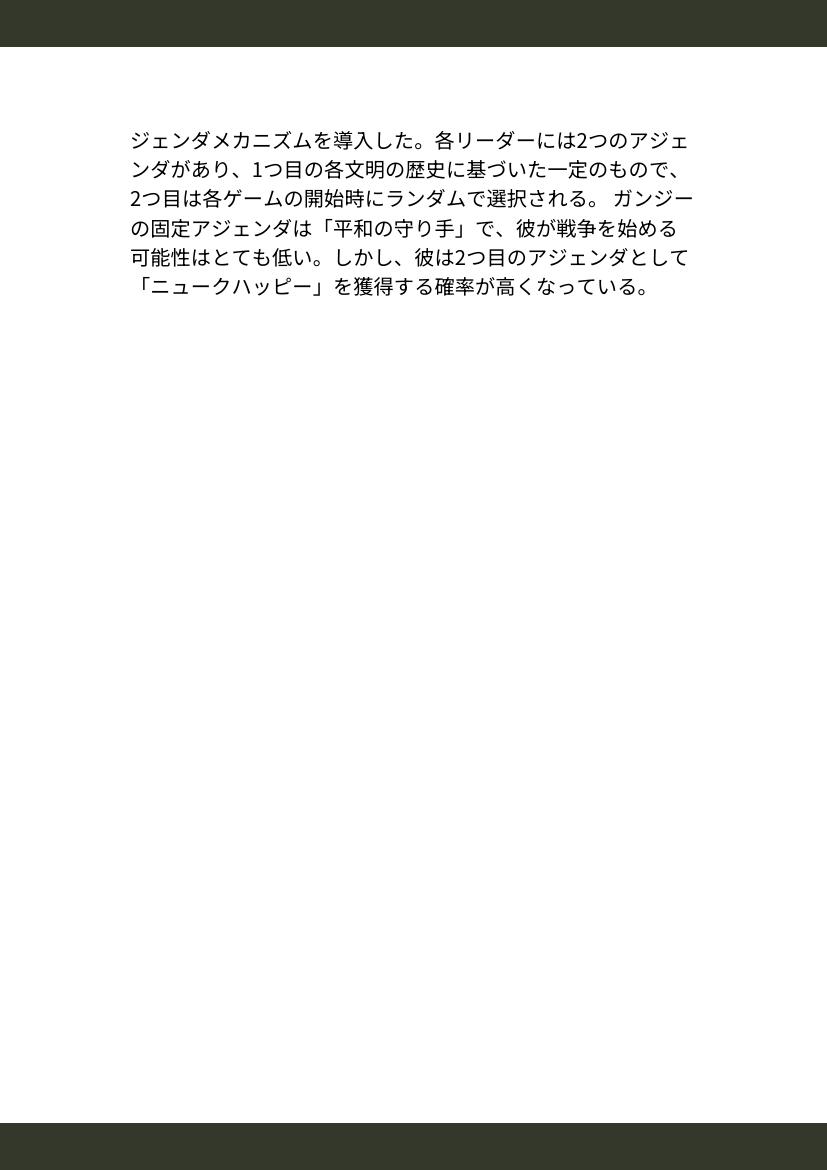 ジェンダメカニズムを導入した。各リーダーには2つのアジェ
ンダがあり、1つ目の各文明の歴史に基づいた一定のもので、
2つ目は各ゲームの開始時にランダムで選択される。 ガンジー
の固定アジェンダは「平和の守り手」で、彼が戦争を始める
可能性はとても低い。しかし、彼は2つ目のアジェンダとして
「ニュークハッピー」を獲得する確率が高くなっている。